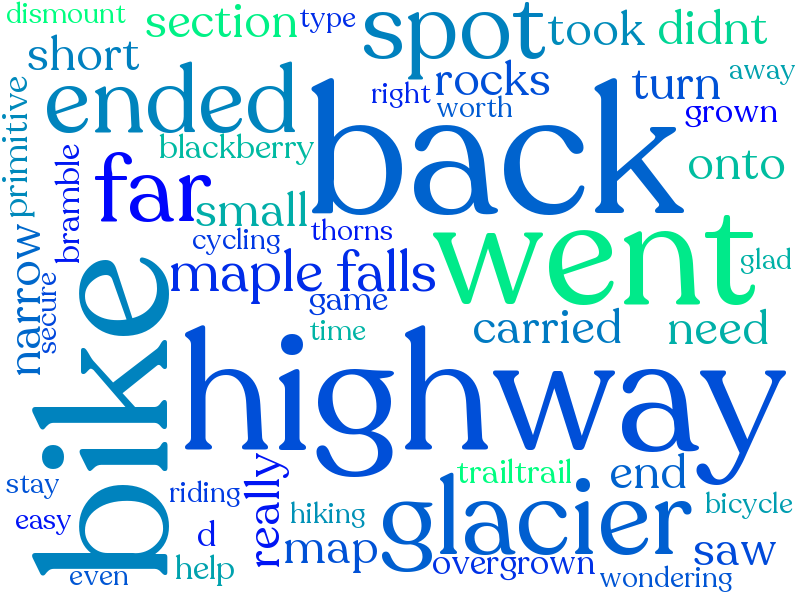 dismount
section
type
spot
took
didnt
short
ended
back
rocks
turn
away
right
worth
grown
primitive
bramble
blackberry
far
small
onto
cycling
thorns
went
glad
narrow
secure
maple falls
game
time
carried
need
bike
highway
stay
riding
really
trailtrail
end
glacier
bicycle
easy
d
hiking
map
overgrown
saw
even
help
wondering